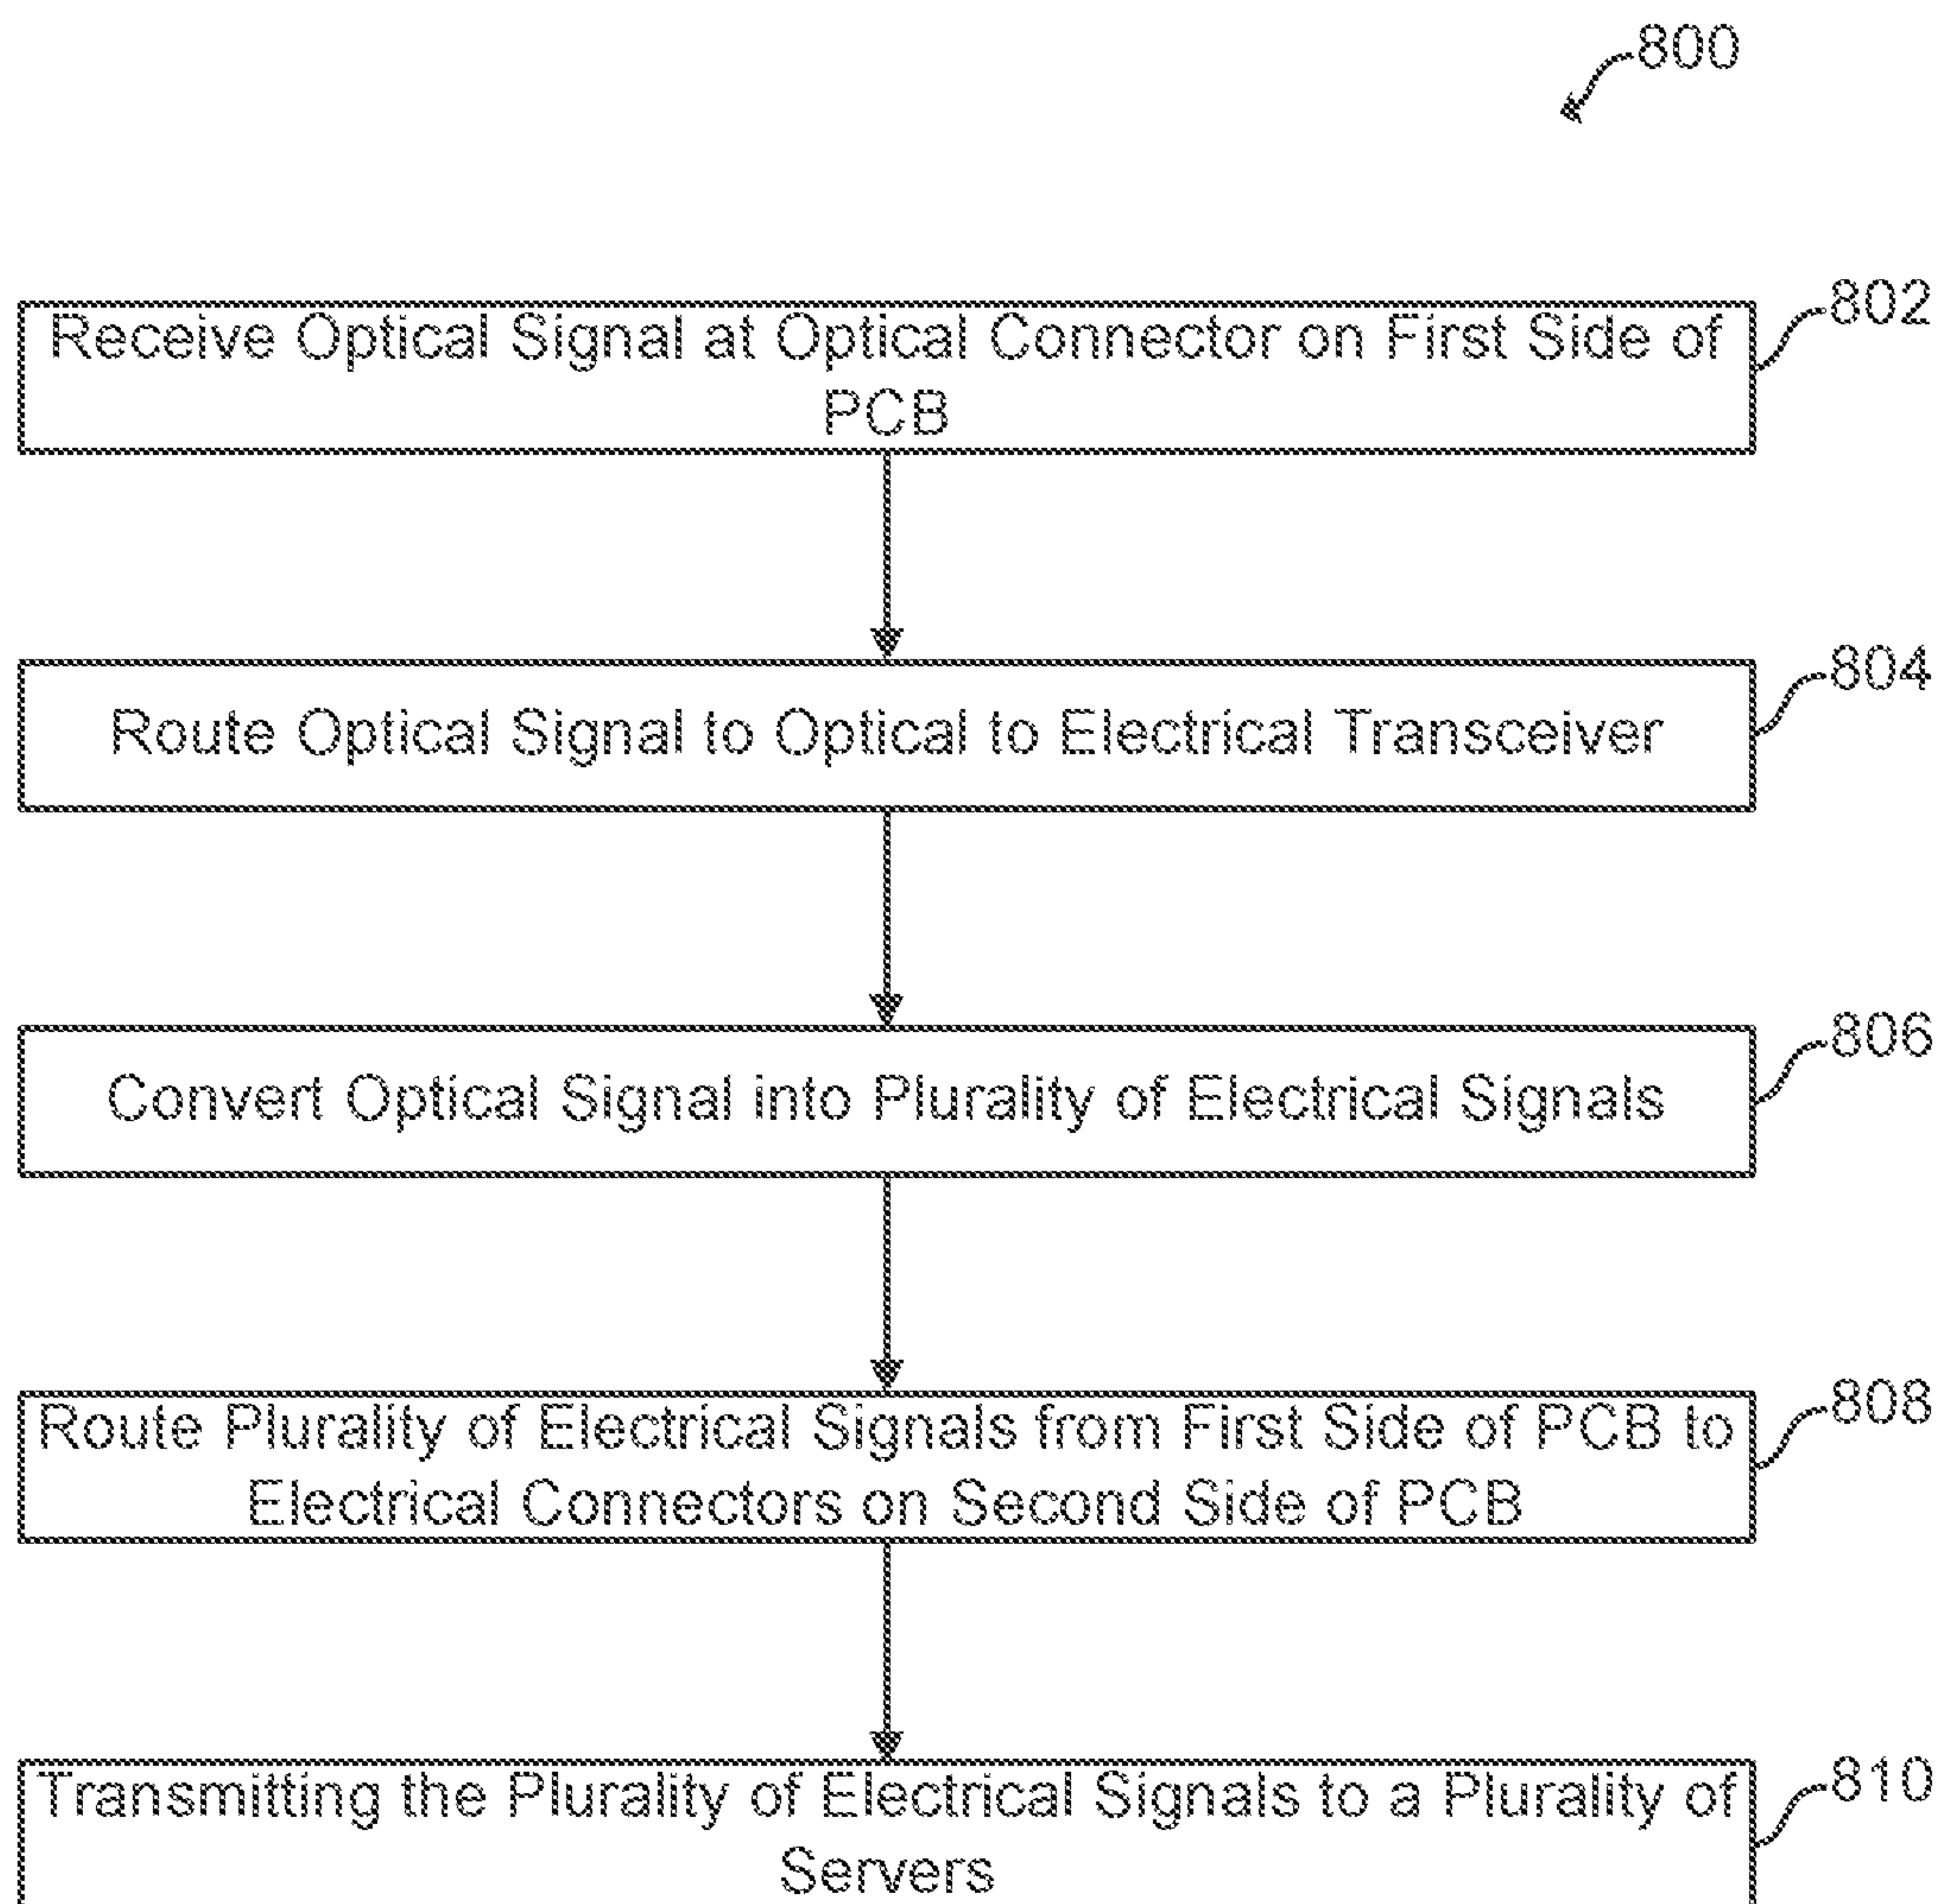 800
802
Receive Optical Signal at Optical Connector on First Side of
PCB
804
Route Optical Signal to Optical to Electrical Transceiver
806
Convert Optical Signal into Plurality of Electrical Signals
808
Route Plurality of Electrical Signals from First Side of PCB to
Electrical Connectors on Second Side of PCB
810
Transmitting the Plurality of Electrical Signals to a Plurality of
Servers